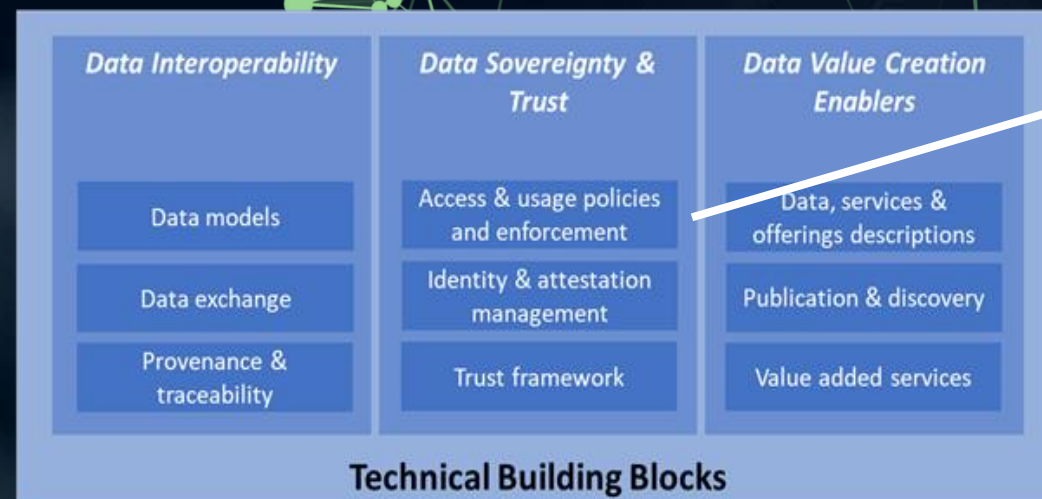 Data Interoperability
Data models
Data exchange
Provenance &
traceability
Data Sovereignty &
Trust
Access & usage policies
and enforcement
Identity & attestation
management
Trust framework
Data Value Creation
Enablers
Data, services &
offerings descriptions
Publication & discovery
Value added services
Technical Building Blocks